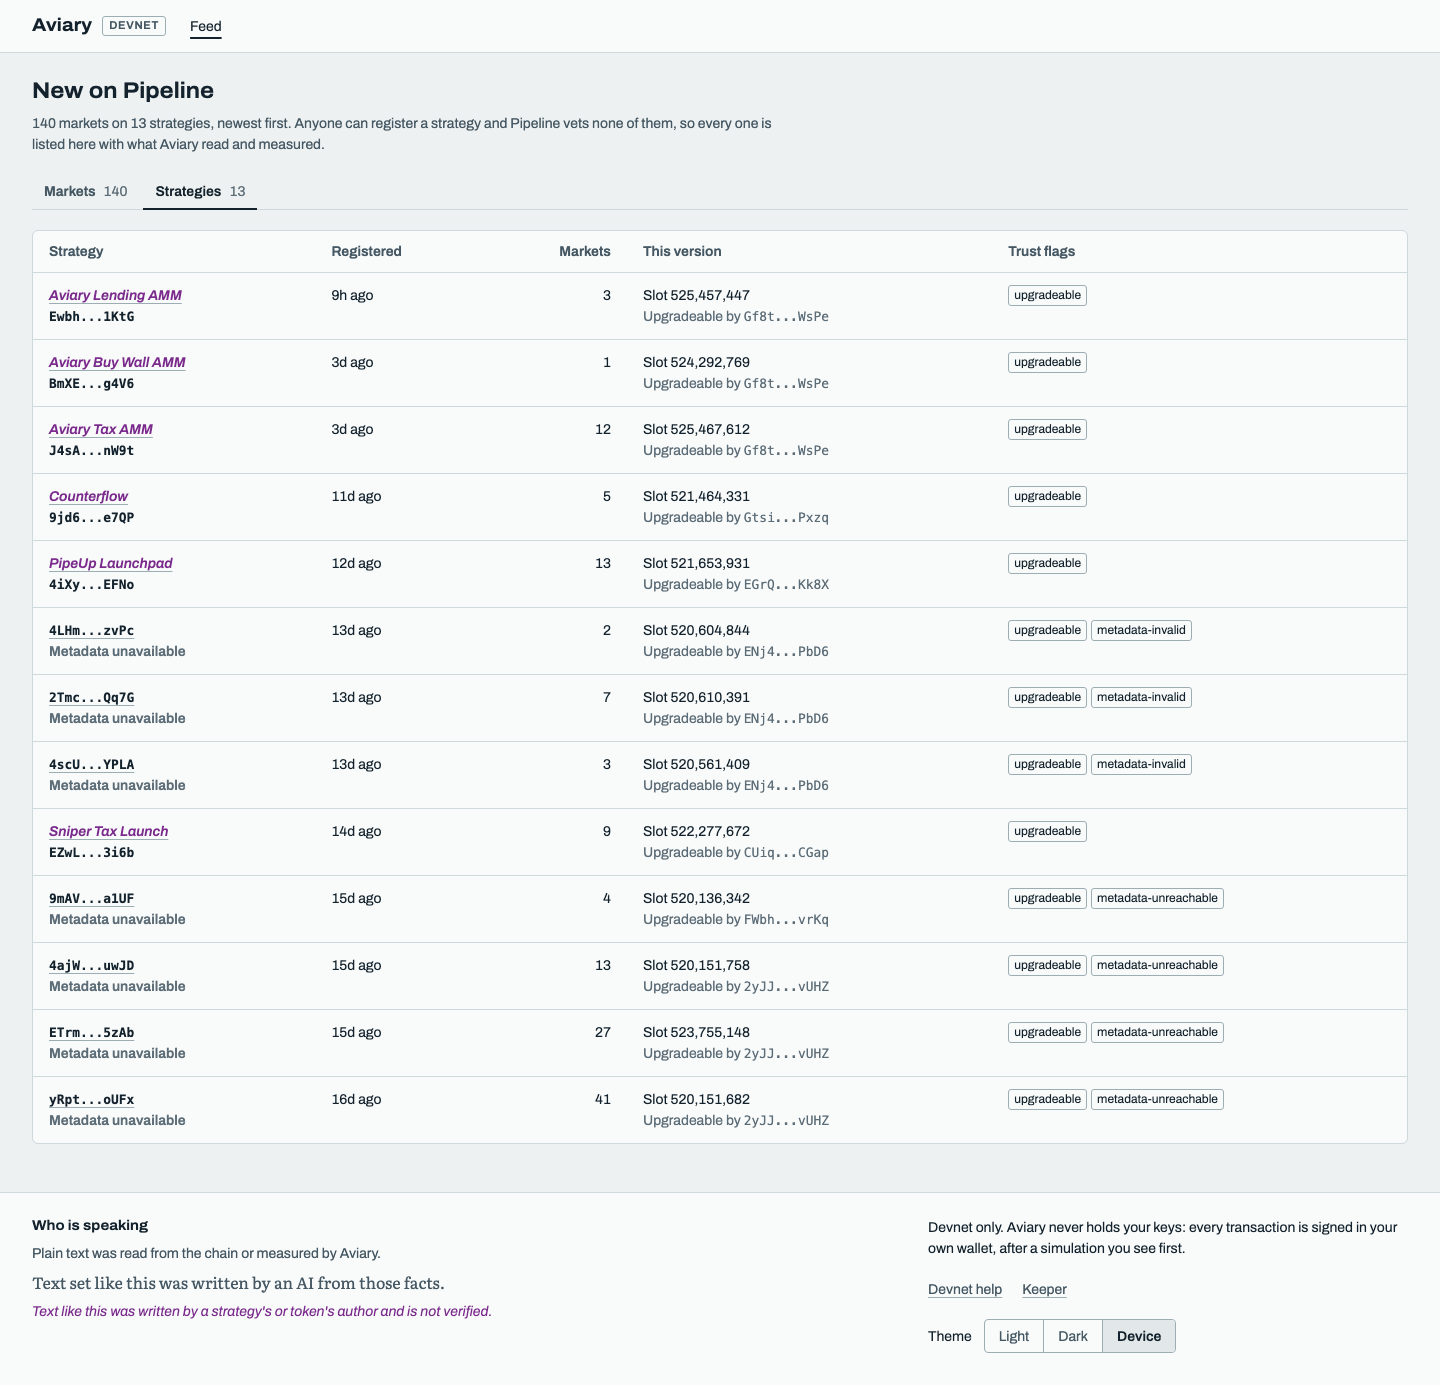 Aviary DEVNET Feed
New on Pipeline
140 markets on 13 strategies, newest first. Anyone can register a strategy and Pipeline vets none of them, so every one is
listed here with what Aviary read and measured.
Markets 140 Strategies 13
Strategy Registered Markets This version Trust flags
Aviary Lending AMM 9h ago 3 Slot 525,457,447 upgradeable
Ewbh...1KtG Upgradeable by Gf8t...WsPe
Aviary Buy Wall AMM 3d ago 1 Slot 524,292,769 upgradeable
BmXE...g4V6 Upgradeable by Gf8t...WsPe
Aviary Tax AMM 3d ago 12 Slot 525,467,612 upgradeable
J4sA...nW9t Upgradeable by Gf8t...WsPe
Counterflow 11d ago 5 Slot 521,464,331 upgradeable
9jd6...e7QP Upgradeable by Gtsi...Pxzq
PipeUp Launchpad 12d ago 13 Slot 521,653,931 upgradeable
4iXy...EFNo Upgradeable by EGrQ...Kk8X
4LHm...zvPc 13d ago 2 Slot 520,604,844 upgradeable metadata-invalid
Metadata unavailable Upgradeable by ENj4...PbD6
2Tmc...Qq7G 13d ago 7 Slot 520,610,391 upgradeable metadata-invalid
Metadata unavailable Upgradeable by ENj4...PbD6
4scU...YPLA 13d ago 3 Slot 520,561,409 upgradeable metadata-invalid
Metadata unavailable Upgradeable by ENj4...PbD6
Sniper Tax Launch 14d ago 9 Slot 522,277,672 upgradeable
EZwL...3i6b Upgradeable by CUiq...CGap
9mAV...a1UF 15d ago 4 Slot 520,136,342 upgradeable metadata-unreachable
Metadata unavailable Upgradeable by FWbh...vrKq
4ajW...uwJD 15d ago 13 Slot 520,151,758 upgradeable metadata-unreachable
Metadata unavailable Upgradeable by 2yJJ...vUHZ
ETrm...5zAb 15d ago 27 Slot 523,755,148 upgradeable metadata-unreachable
Metadata unavailable Upgradeable by 2yJJ...vUHZ
yRpt...oUFx 16d ago 41 Slot 520,151,682 upgradeable metadata-unreachable
Metadata unavailable Upgradeable by 2yJJ...vUHZ
Who is speaking
Plain text was read from the chain or measured by Aviary.
Text set like this was written by an AI from those facts.
Text like this was written by a strategy's or token's author and is not verified.
Devnet only. Aviary never holds your keys: every transaction is signed in your
own wallet, after a simulation you see first.
Devnet help Keeper
Theme Light Dark Device